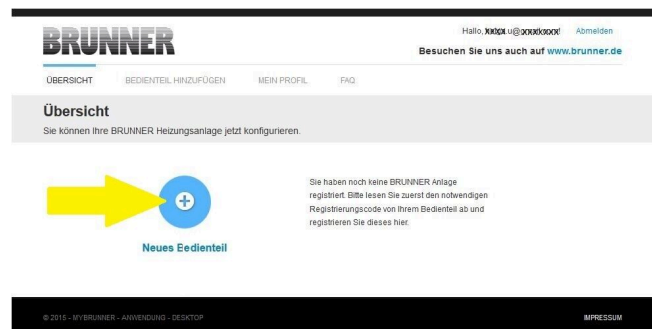 BRUNNER
Hallo, Abmelden
Besuchen Sie uns auch auf www.brunner.de
ÜBERSICHT BEDIENTEIL HINZUFÜGEN MEIN PROFIL FAQ
Übersicht
Sie können Ihre BRUNNER Heizungsanlage jetzt konfigurieren.
Sie haben noch keine BRUNNER Anlage
registriert. Bitte lesen Sie zuerst den notwendigen
Registrierungscode von Ihrem Bedienteil ab und
registrieren Sie dieses hier.
Neues Bedienteil
© 2015 - MYBRUNNER - ANWENDUNG - DESKTOP
IMPRESSUM